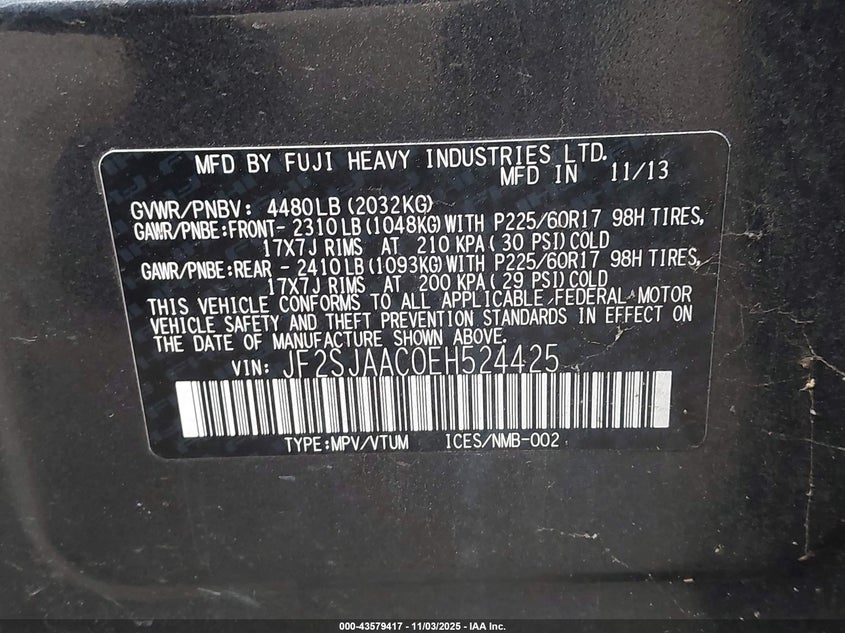 MFD BY FUJI HEAVY INDUSTRIES LTD.
MFD IN 11/13
GVWR/PNBV: 4480LB(2032KG)
GAWR/PNBE:FRONT- 2310LB(1048KG)WITH P225/60R17 98H TIRES,
17X7J RIMS AT 210 KPA( 30 PSI)COLD
GAWR/PNBE:REAR - 2410LB(1093KG)WITH P225/60R17 98H TIRES,
17X7J RIMS AT 200 KPA( 29 PSI)COLD
THIS VEHICLE CONFORMS TO ALL APPLICABLE FEDERAL MOTOR
VEHICLE SAFETY AND THEFT PREVENTION STANDARDS IN EFFECT ON
THE DATE OF MANUFACTURE SHOWN ABOVE.
VIN: JF2SJAAC0EH524425
TYPE:MPV/VTUM ICES/NMB-002
000-43579417 - 11/03/2025 - IAA Inc.